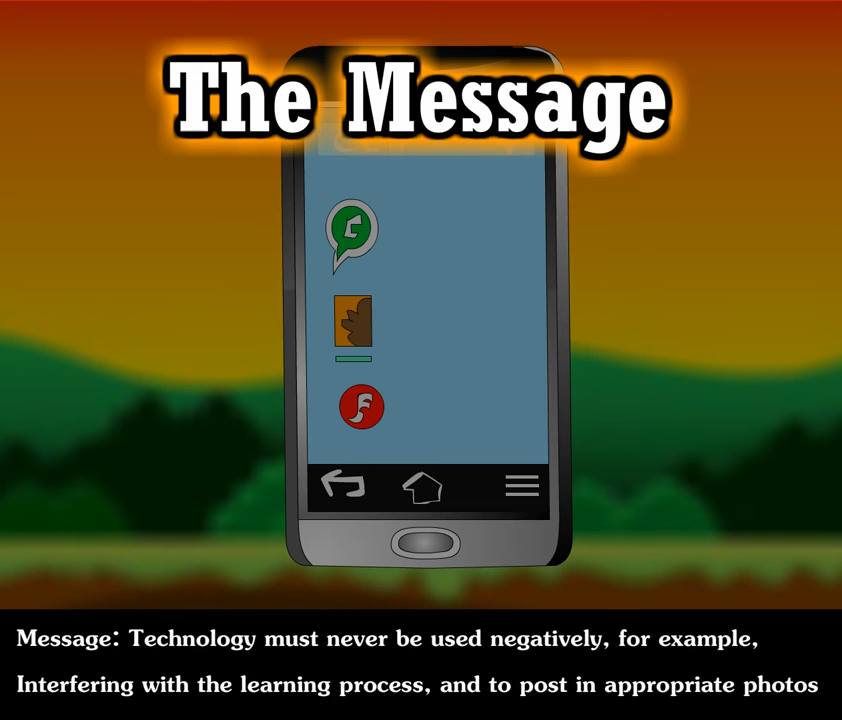 The Message
Message: Technology must never be used negatively, for example,
Interfering with the learning process, and to post in appropriate photos